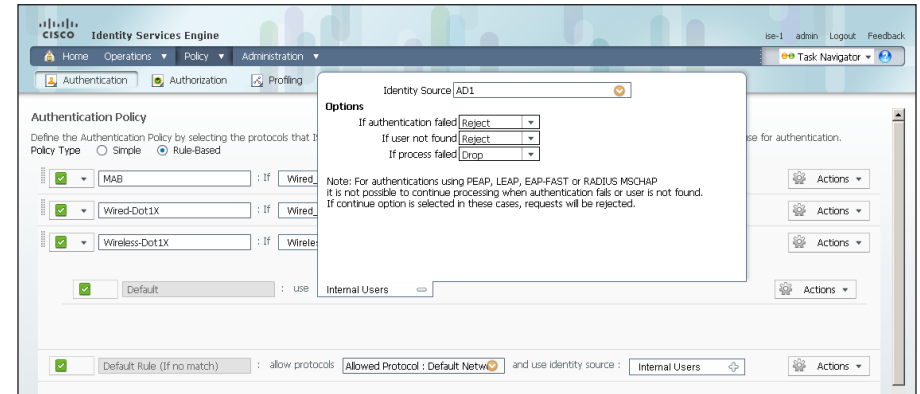 CISCO Identity Services Engine
ise-1 admin Logout Feedback
Home Operations Policy Administration
Task Navigator
Authentication Authorization Profiling
Identity Source AD1
Options
If authentication failed Reject
If user not found Reject
If process failed Drop
Note: For authentications using PEAP, LEAP, EAP-FAST or RADIUS MSCHAP
it is not possible to continue processing when authentication fails or user is not found.
If continue option is selected in these cases, requests will be rejected.
Authentication Policy
Define the Authentication Policy by selecting the protocols that
se for authentication.
Policy Type Simple Rule-Based
MAB : If Wired_ Actions
Wired-Dot1X : If Wired_ Actions
Wireless-Dot1X : If Actions
Default : use Internal Users Actions
Default Rule (If no match) : allow protocols Allowed Protocol : Default Netw and use identity source : Internal Users Actions